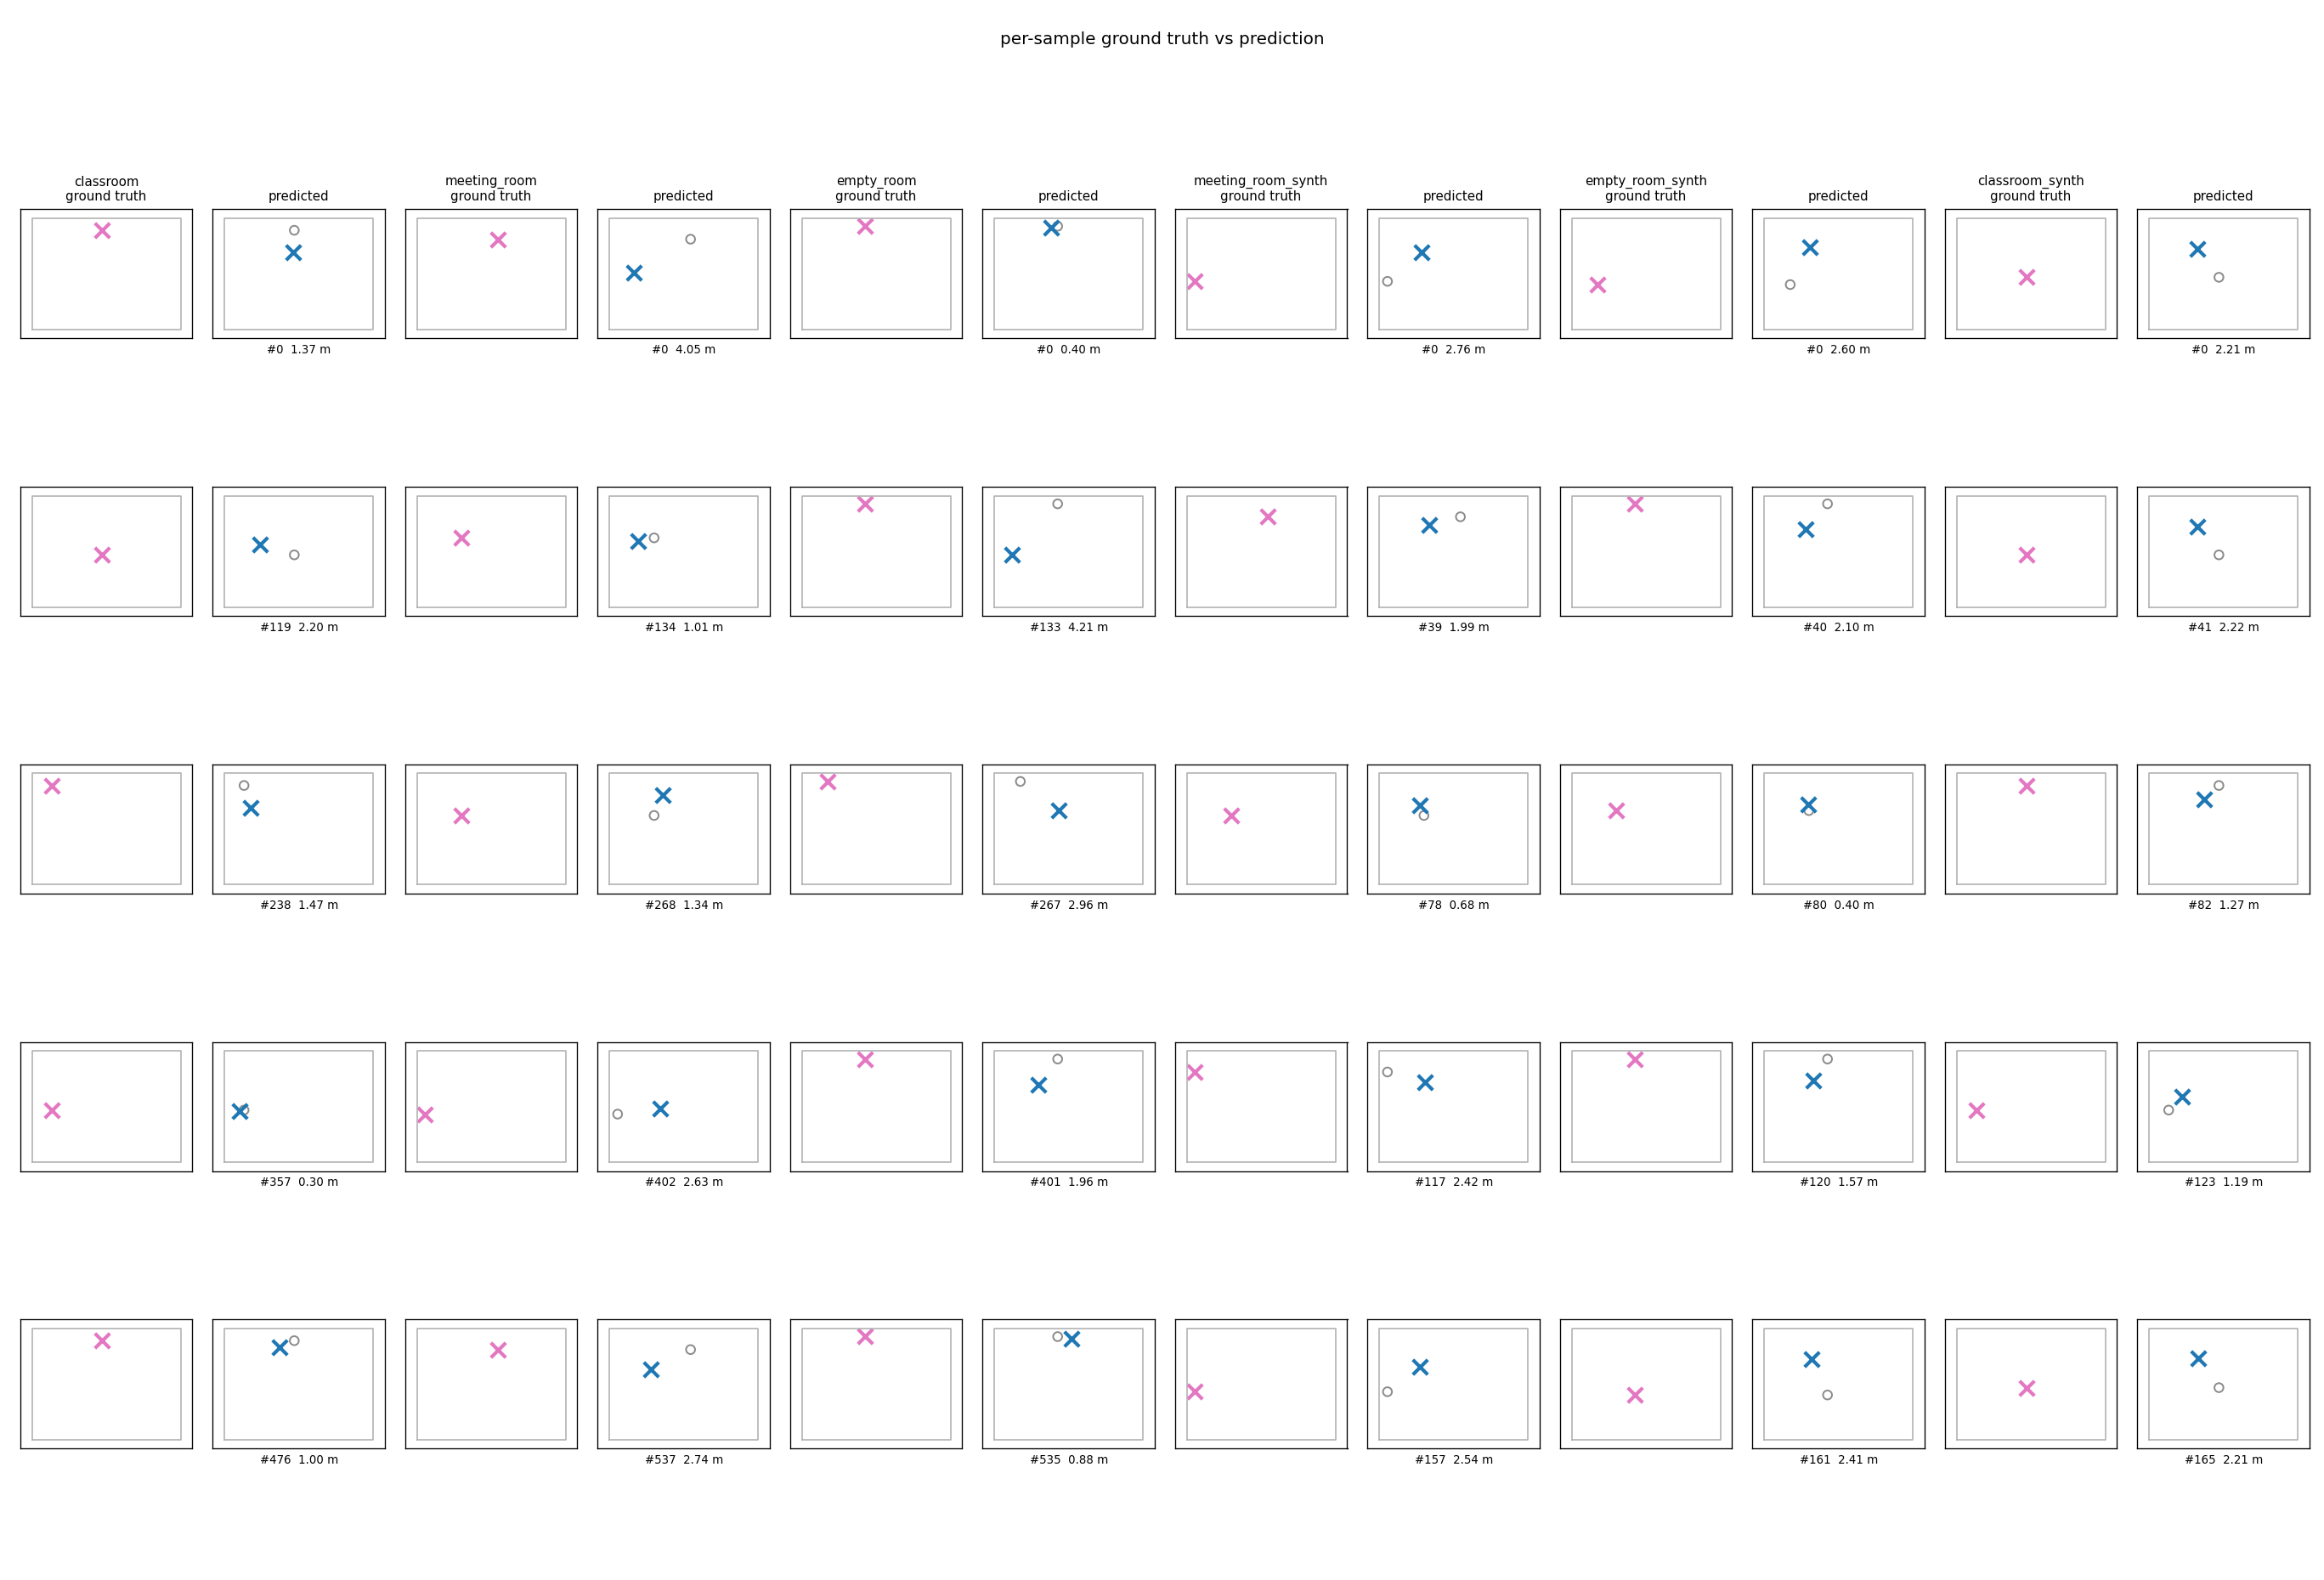 per-sample ground truth vs prediction
classroom
ground truth
predicted
meeting_room
ground truth
predicted
empty_room
ground truth
predicted
meeting_room_synth
ground truth
predicted
empty_room_synth
ground truth
predicted
classroom_synth
ground truth
predicted
#0  1.37 m
#0  4.05 m
#0  0.40 m
#0  2.76 m
#0  2.60 m
#0  2.21 m
#119  2.20 m
#134  1.01 m
#133  4.21 m
#39  1.99 m
#40  2.10 m
#41  2.22 m
#238  1.47 m
#268  1.34 m
#267  2.96 m
#78  0.68 m
#80  0.40 m
#82  1.27 m
#357  0.30 m
#402  2.63 m
#401  1.96 m
#117  2.42 m
#120  1.57 m
#123  1.19 m
#476  1.00 m
#537  2.74 m
#535  0.88 m
#157  2.54 m
#161  2.41 m
#165  2.21 m